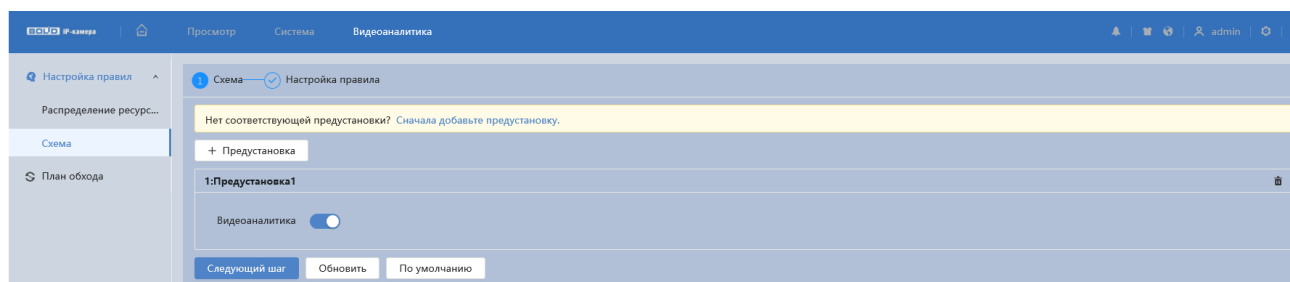 BOLID IP-камера Просмотр Система Видеоаналитика admin
Настройка правил
1 Схема Настройка правила
Распределение ресурс...
Нет соответствующей предустановки? Сначала добавьте предустановку.
Схема
+ Предустановка
План обхода
1:Предустановка1
Видеоаналитика
Следующий шаг Обновить По умолчанию